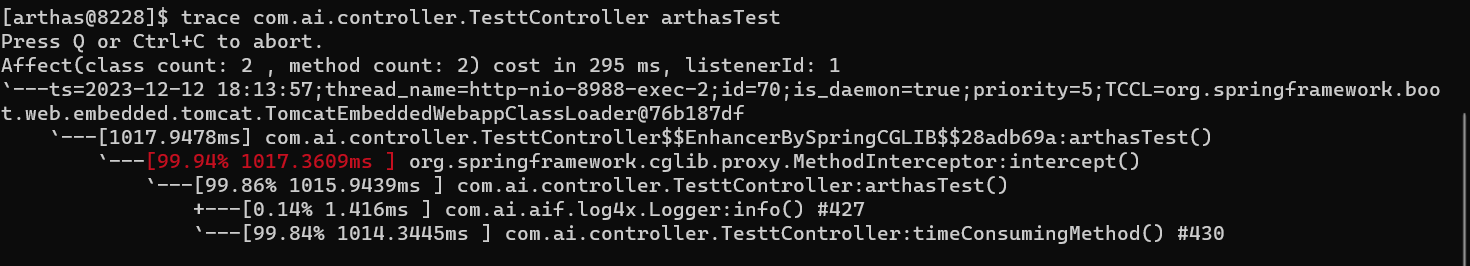 [arthas@8228]$ trace com.ai.controller.TesttController arthasTest
Press Q or Ctrl+C to abort.
Affect(class count: 2 , method count: 2) cost in 295 ms, listenerId: 1
`---ts=2023-12-12 18:13:57;thread_name=http-nio-8988-exec-2;id=70;is_daemon=true;priority=5;TCCL=org.springframework.boo
t.web.embedded.tomcat.TomcatEmbeddedWebappClassLoader@76b187df
    `---[1017.9478ms] com.ai.controller.TesttController$$EnhancerBySpringCGLIB$$28adb69a:arthasTest()
        `---[99.94% 1017.3609ms ] org.springframework.cglib.proxy.MethodInterceptor:intercept()
            `---[99.86% 1015.9439ms ] com.ai.controller.TesttController:arthasTest()
                +---[0.14% 1.416ms ] com.ai.aif.log4x.Logger:info() #427
                `---[99.84% 1014.3445ms ] com.ai.controller.TesttController:timeConsumingMethod() #430